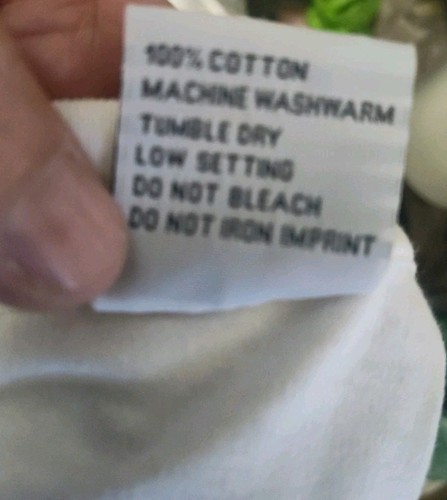 100% COTTON
MACHINE WASHWARM
TUMBLE DRY
LOW SETTING
DO NOT BLEACH
DO NOT IRON IMPRINT